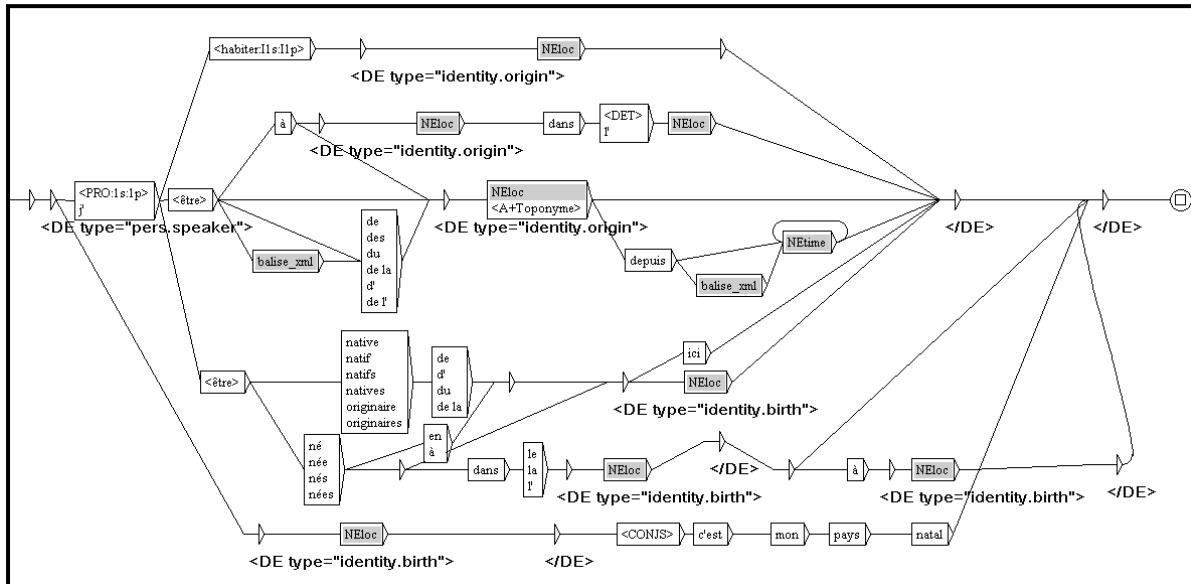 <habiter:I1s:I1p>
NEloc
<DE type="identity.origin">
à
NEloc
dans
<DET>
l'
NEloc
<DE type="identity.origin">
<PRO:1s:1p>
j'
<DE type="pers.speaker">
<être>
balise_xml
de
des
du
de la
d'
de l'
NEloc
<A+Toponyme>
<DE type="identity.origin">
depuis
balise_xml
NEtime
</DE>
</DE>
<être>
native
natif
natifs
natives
originaire
originaires
de
d'
du
de la
ici
NEloc
<DE type="identity.birth">
né
née
nés
nées
en
à
dans
le
la
l'
NEloc
<DE type="identity.birth">
</DE>
à
NEloc
<DE type="identity.birth">
</DE>
NEloc
<DE type="identity.birth">
</DE>
<CONJS>
c'est
mon
pays
natal